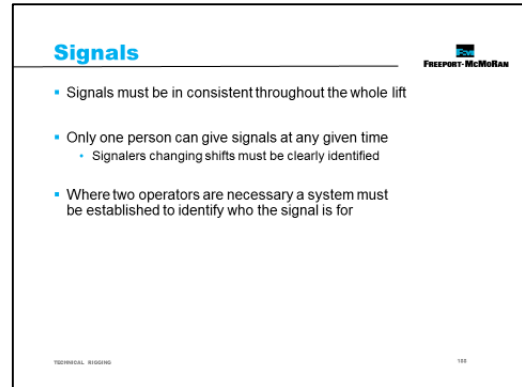 Signals
FCX
FREEPORT-MCMORAN
Signals must be in consistent throughout the whole lift
Only one person can give signals at any given time
Signalers changing shifts must be clearly identified
Where two operators are necessary a system must
be established to identify who the signal is for
TECHNICAL RIGGING